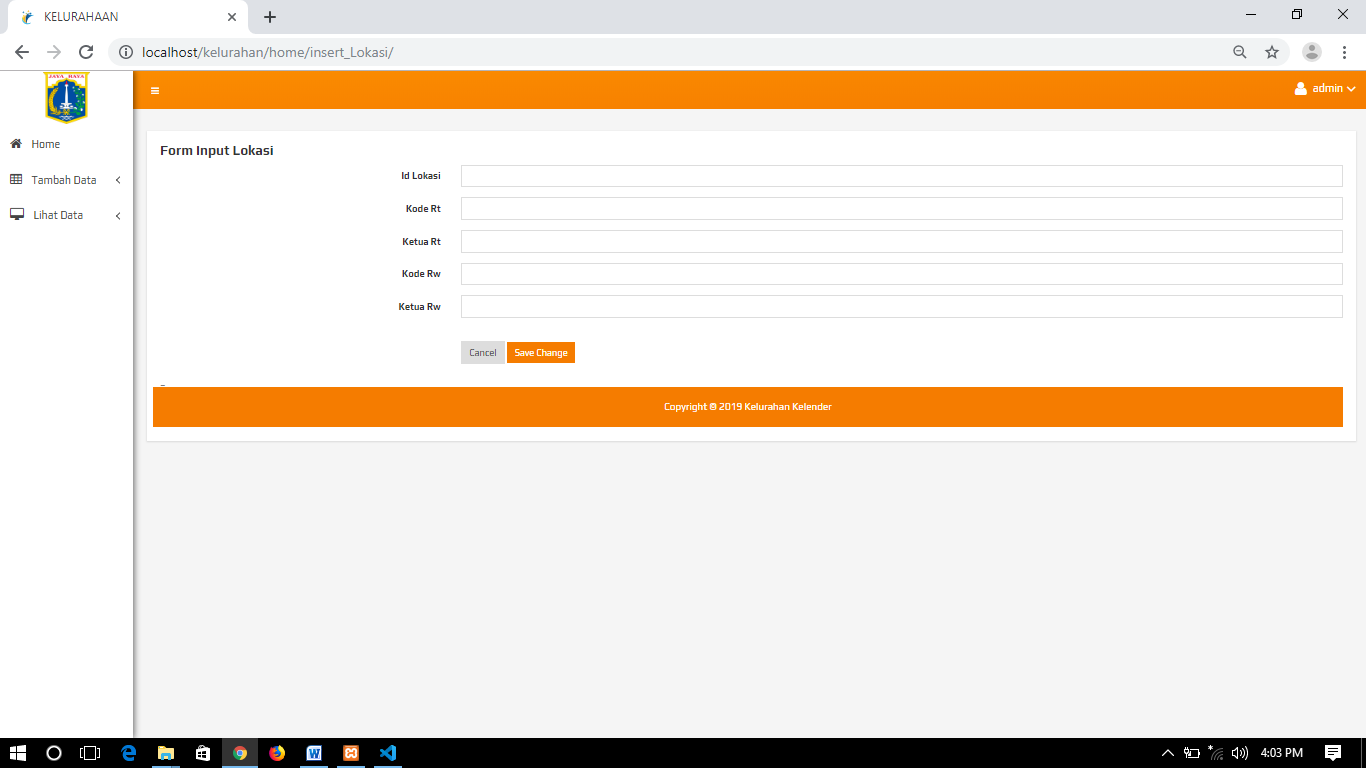 KELURAHAAN
localhost/kelurahan/home/insert_Lokasi/
JAYA RAYA
admin
Home
Tambah Data
Lihat Data
Form Input Lokasi
Id Lokasi
Kode Rt
Ketua Rt
Kode Rw
Ketua Rw
Cancel Save Change
Copyright © 2019 Kelurahan Kelender
4:03 PM